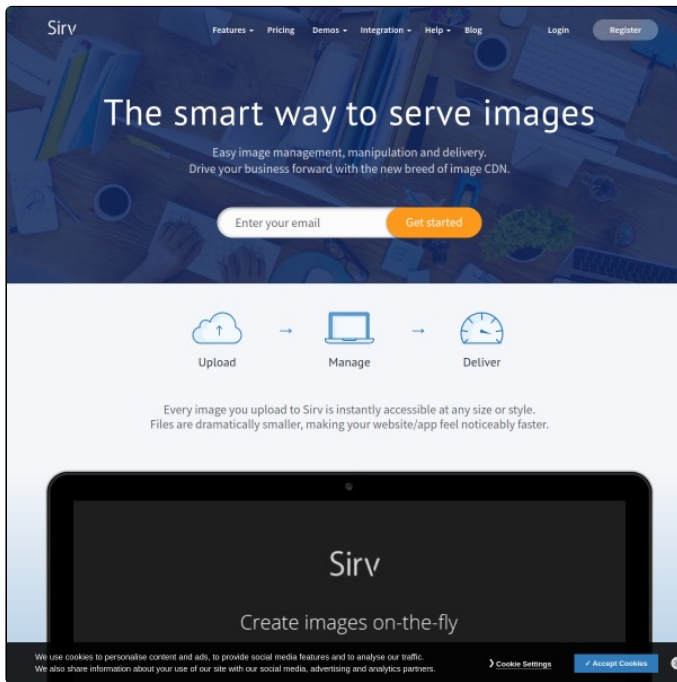 Sirv
Features Pricing Demos Integration Help Blog Login Register
The smart way to serve images
Easy image management, manipulation and delivery.
Drive your business forward with the new breed of image CDN.
Enter your email Get started
↑ → →
Upload Manage Deliver
Every image you upload to Sirv is instantly accessible at any size or style.
Files are dramatically smaller, making your website/app feel noticeably faster.
Sirv
Create images on-the-fly
We use cookies to personalise content and ads, to provide social media features and to analyse our traffic.
We also share information about your use of our site with our social media, advertising and analytics partners.
❯ Cookie Settings ✓ Accept Cookies